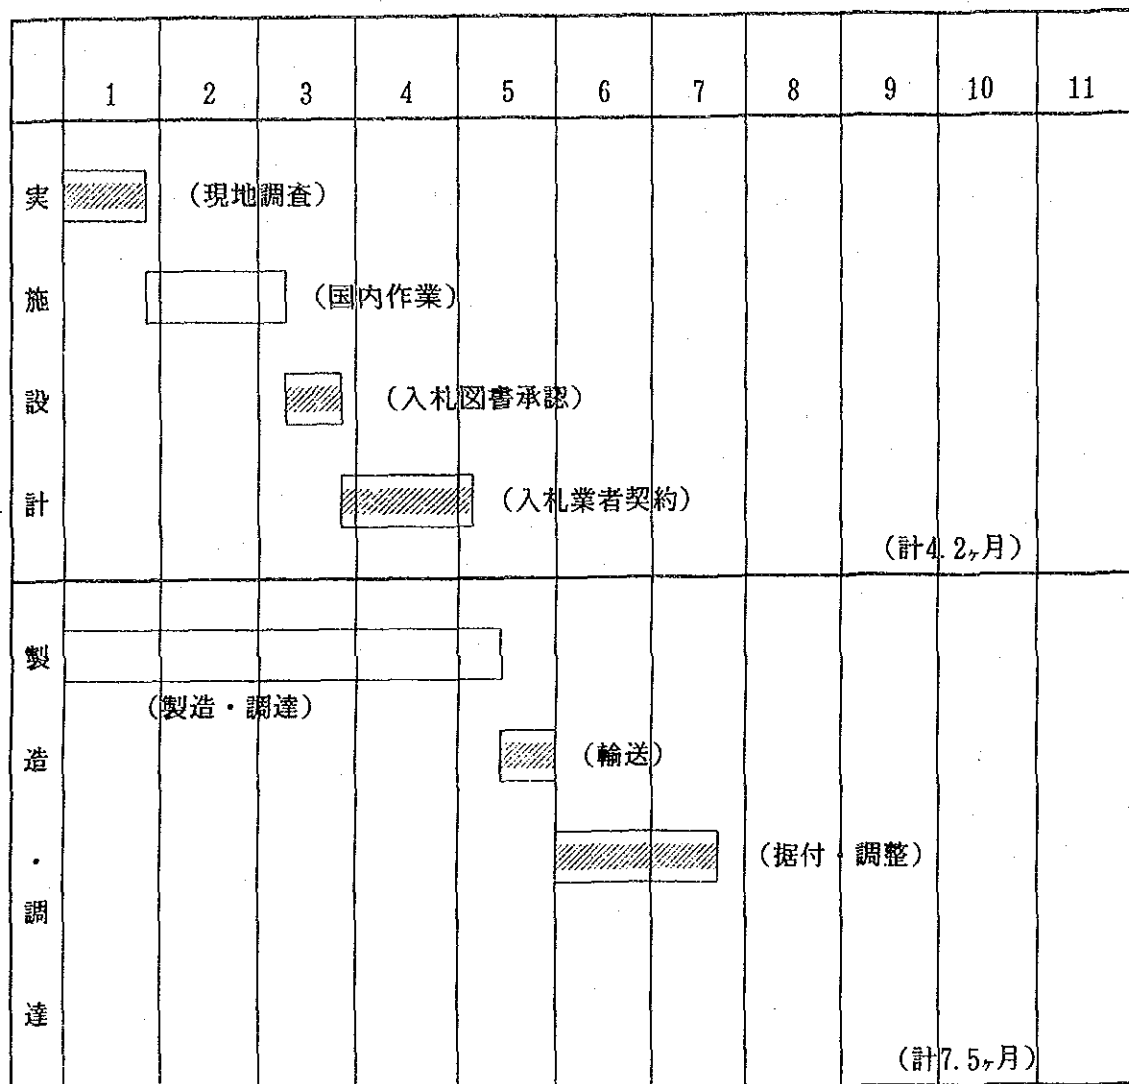 1 2 3 4 5 6 7 8 9 10 11
実施設計
(現地調査)
(国内作業)
(入札図書承認)
(入札業者契約)
(計4.2ヶ月)
製造・調達
(製造・調達)
(輸送)
(据付・調整)
(計7.5ヶ月)